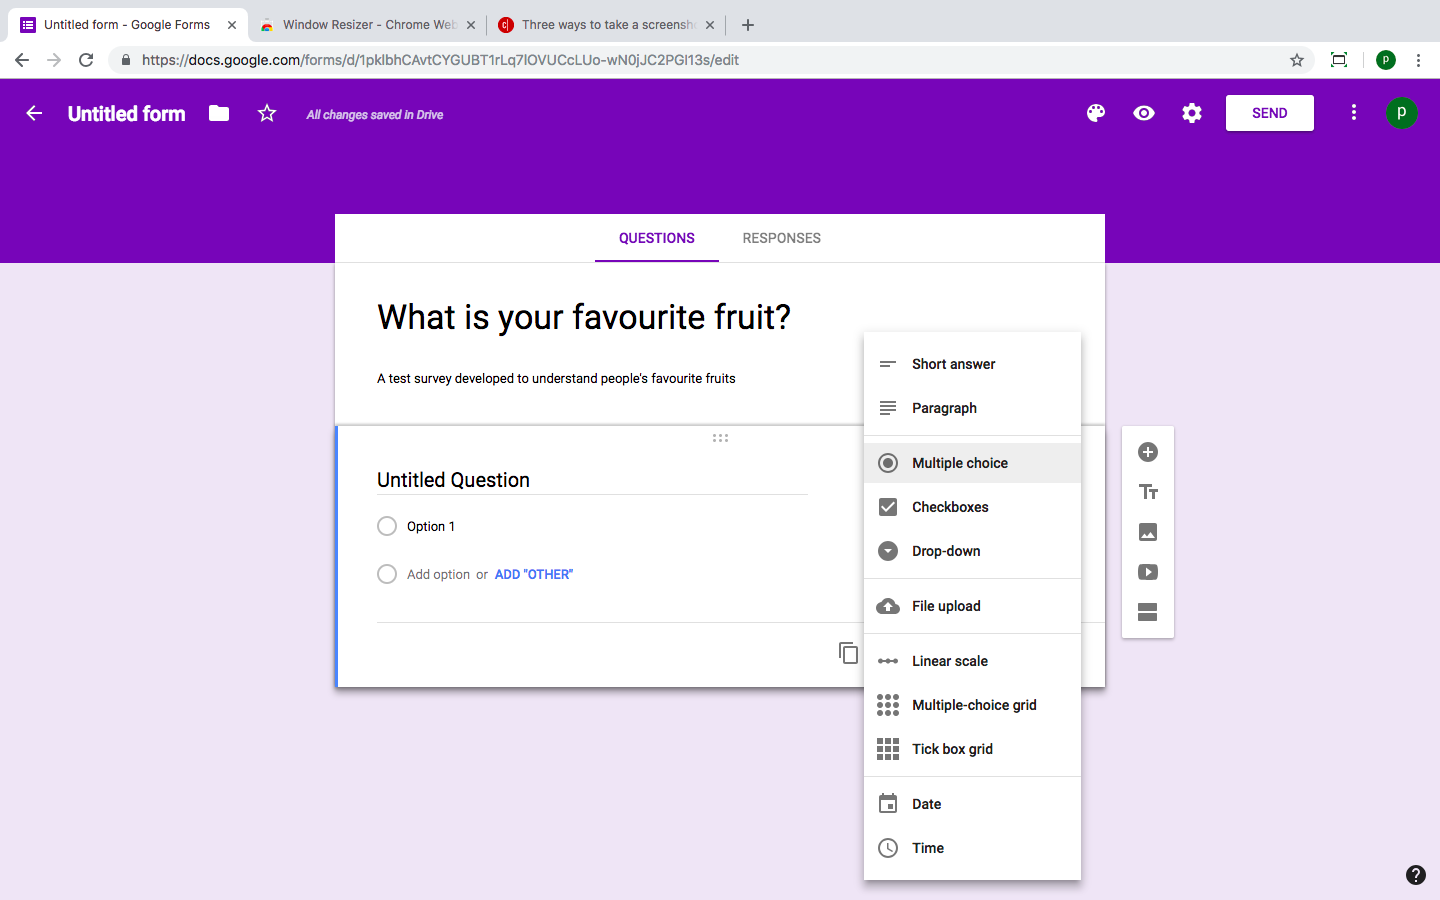 Untitled form - Google Forms
Window Resizer - Chrome Web
Three ways to take a screensh
https://docs.google.com/forms/d/1pklbhCAvtCYGUBT1rLq7lOVUCcLUo-wN0jJC2PGl13s/edit
p
Untitled form
All changes saved in Drive
SEND
p
QUESTIONS
RESPONSES
What is your favourite fruit?
A test survey developed to understand people's favourite fruits
Untitled Question
Option 1
Add option or ADD "OTHER"
Short answer
Paragraph
Multiple choice
Checkboxes
Drop-down
File upload
Linear scale
Multiple-choice grid
Tick box grid
Date
Time